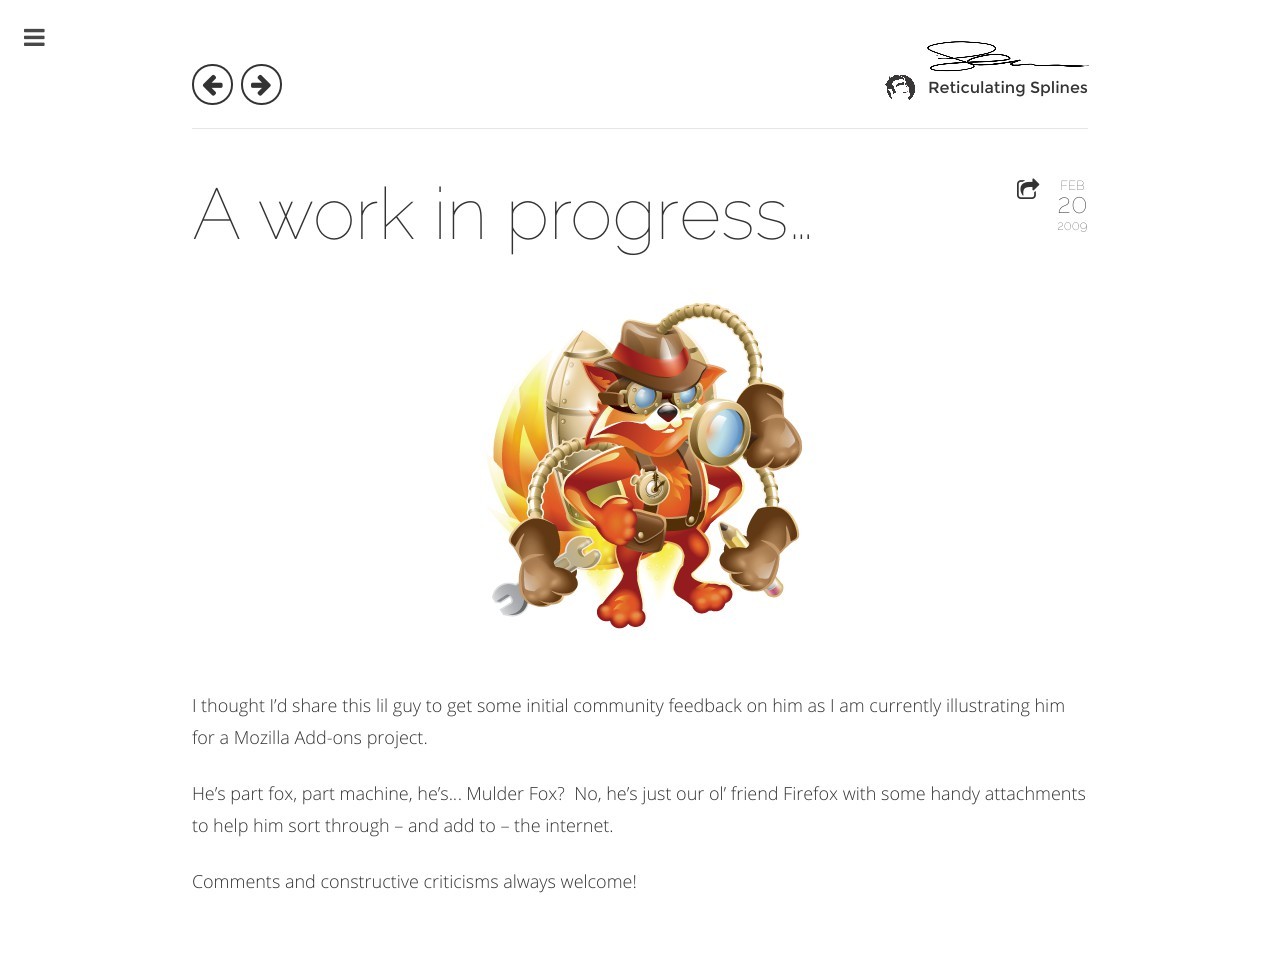 Reticulating Splines
A work in progress…
FEB
20
2009
I thought I’d share this lil guy to get some initial community feedback on him as I am currently illustrating him
for a Mozilla Add-ons project.
He’s part fox, part machine, he’s… Mulder Fox?  No, he’s just our ol’ friend Firefox with some handy attachments
to help him sort through – and add to – the internet.
Comments and constructive criticisms always welcome!